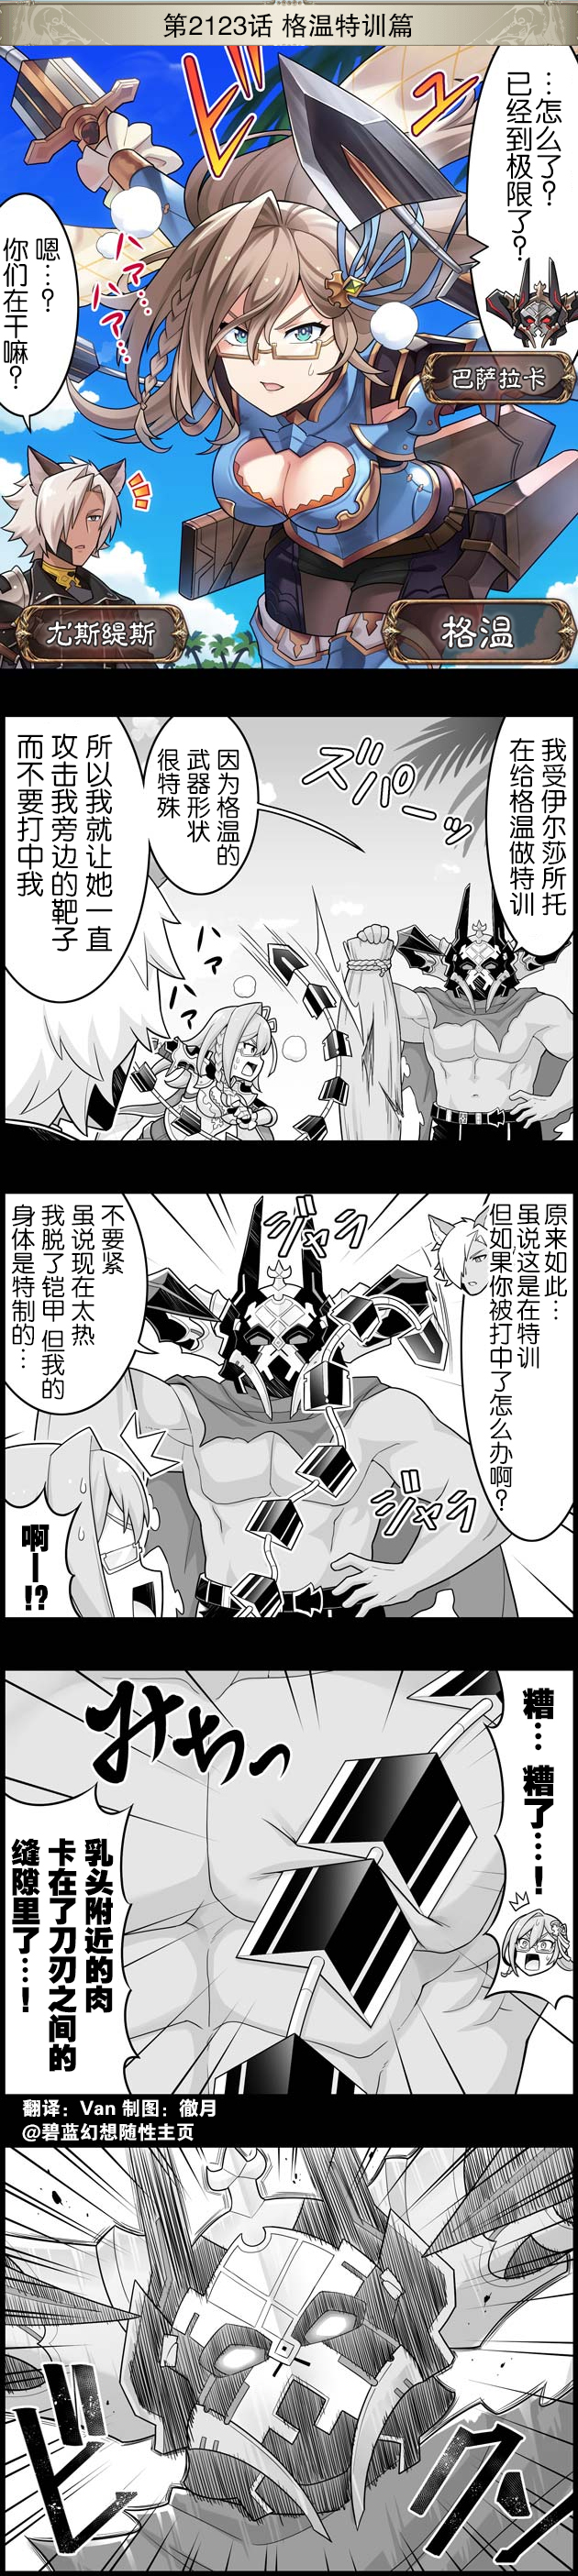 第2123话 格温特训篇
…怎么了?
已经到极限了?
ビュ
ハァ…
ハァ…
巴萨拉卡
嗯…?
你们在干嘛?
尤斯缇斯
格温
我受伊尔莎所托
在给格温做特训
ズバーッ
因为格温的
武器形状
很特殊
所以我就让她一直
攻击我旁边的靶子
而不要打中我
ハァ
ハァ
原来如此…
虽说这是在特训
但如果你被打中了怎么办啊?
ジャラ
ジャラ
不要紧
虽说现在太热
我脱了铠甲 但我的
身体是特制的…
啊ー!?
糟… 糟了…!
みちっ
乳头附近的肉
卡在了刀刃之间的
缝隙里了…!
翻译：Van 制图：徹月
@碧蓝幻想随性主页
ドン